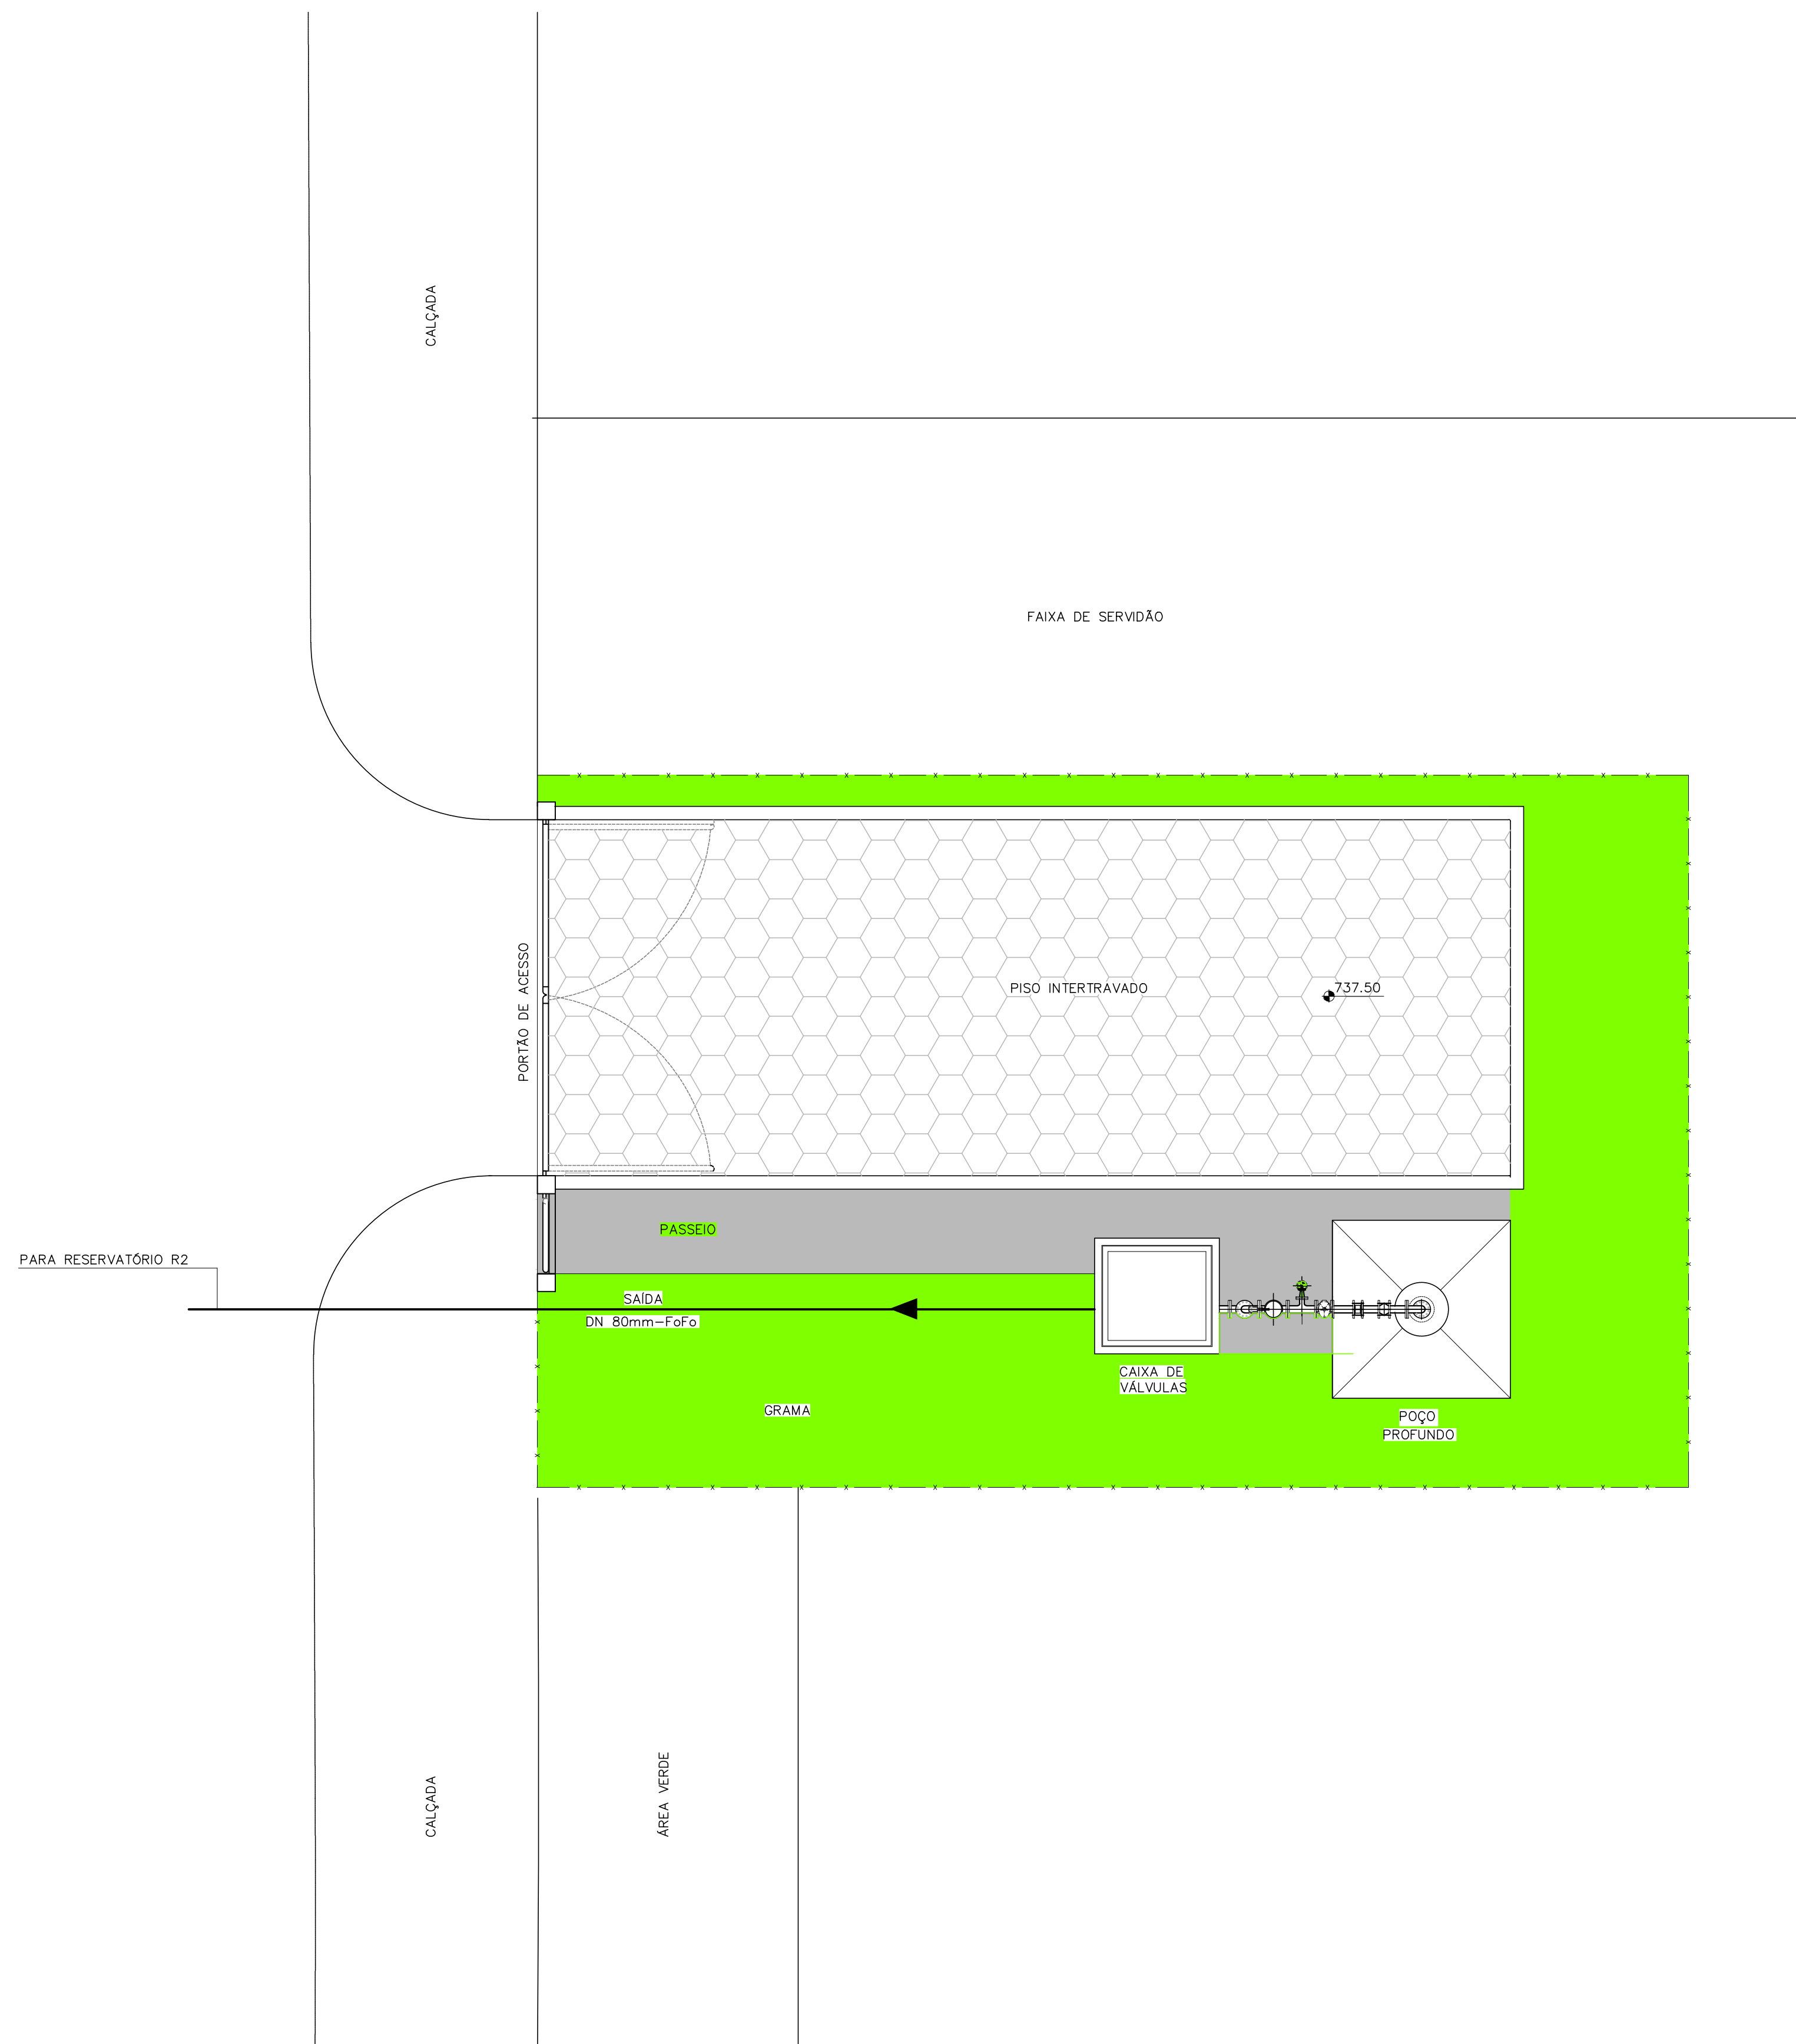 CALÇADA
FAIXA DE SERVIDÃO
PORTÃO DE ACESSO
PISO INTERTRAVADO
737.50
PASSEIO
PARA RESERVATÓRIO R2
SAÍDA
DN 80mm-FoFo
CAIXA DE
VÁLVULAS
GRAMA
POÇO
PROFUNDO
CALÇADA
ÁREA VERDE